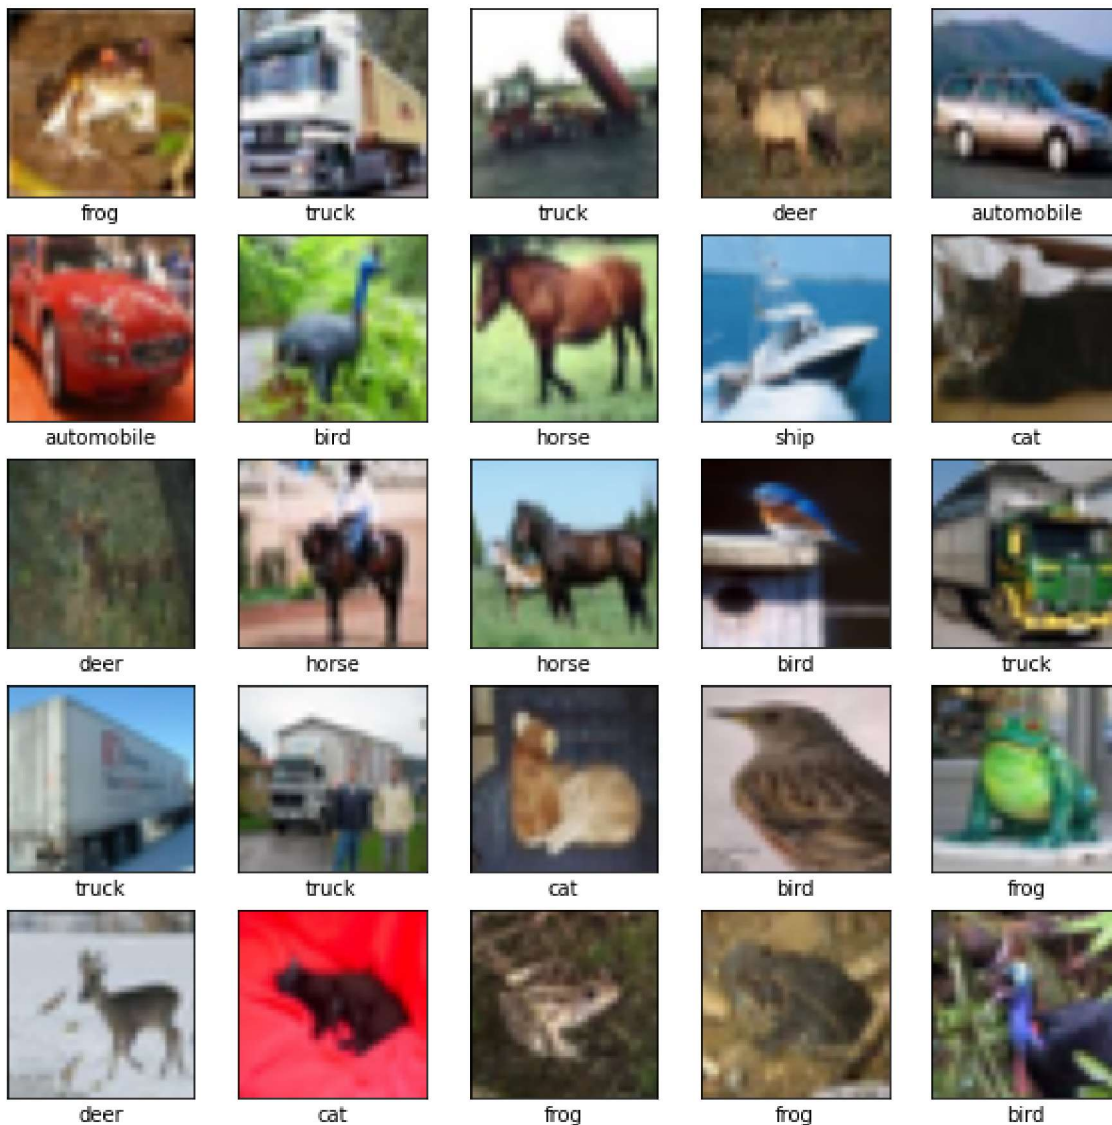 frog truck truck deer automobile
automobile bird horse ship cat
deer horse horse bird truck
truck truck cat bird frog
deer cat frog frog bird